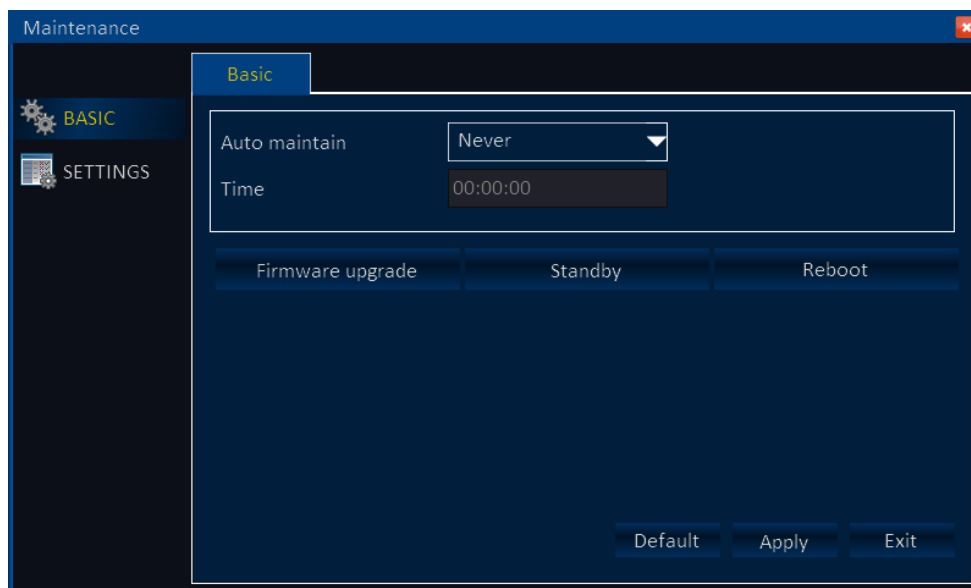 Maintenance
Basic
BASIC
SETTINGS
Auto maintain
Never
Time
00:00:00
Firmware upgrade
Standby
Reboot
Default
Apply
Exit